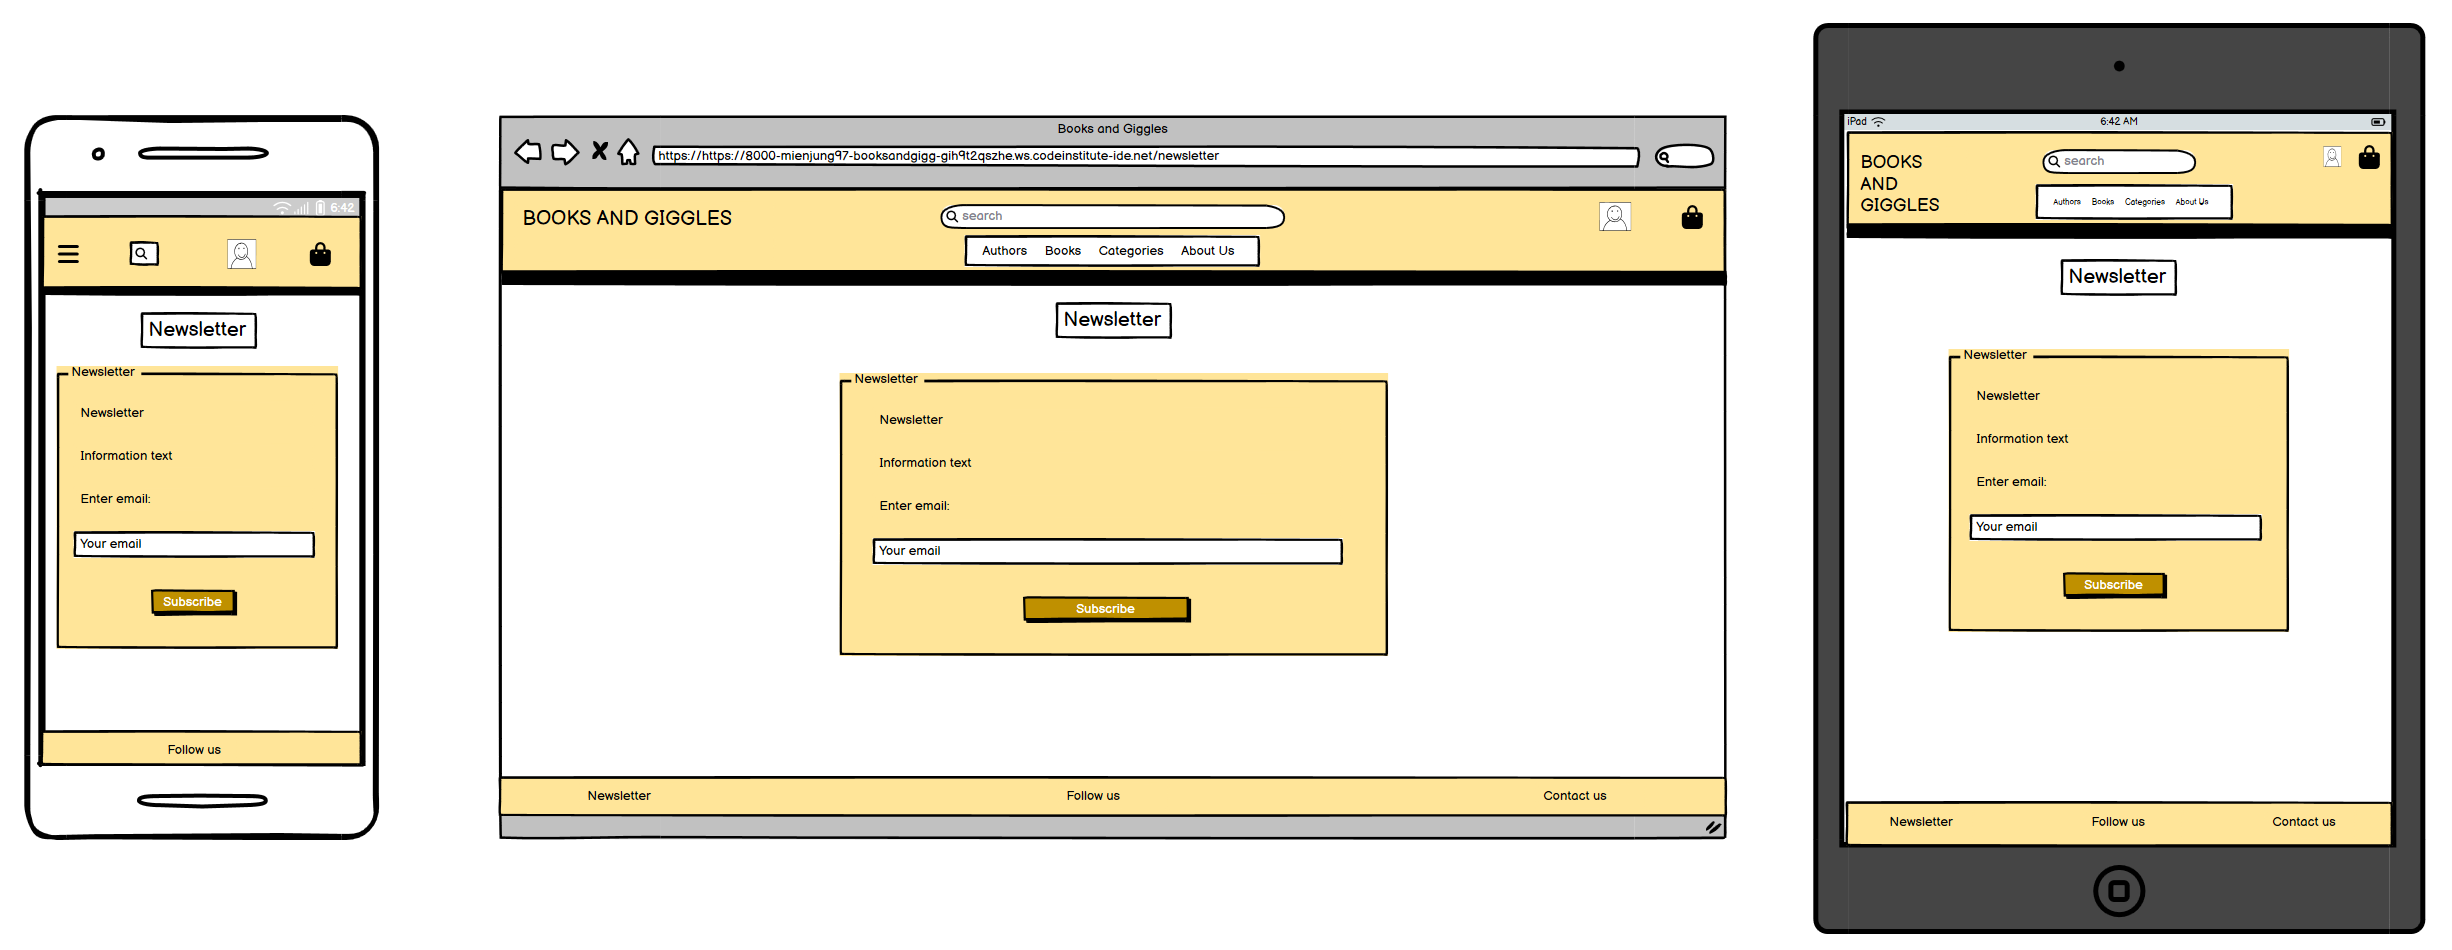 6:42
Newsletter
Newsletter
Newsletter
Information text
Enter email:
Your email
Subscribe
Follow us
Books and Giggles
https://https://8000-mienjung97-booksandgigg-gih9t2qszhe.ws.codeinstitute-ide.net/newsletter
BOOKS AND GIGGLES
search
Authors Books Categories About Us
Newsletter
Newsletter
Newsletter
Information text
Enter email:
Your email
Subscribe
Newsletter Follow us Contact us
iPad 6:42 AM
BOOKS
AND
GIGGLES
search
Authors Books Categories About Us
Newsletter
Newsletter
Newsletter
Information text
Enter email:
Your email
Subscribe
Newsletter Follow us Contact us